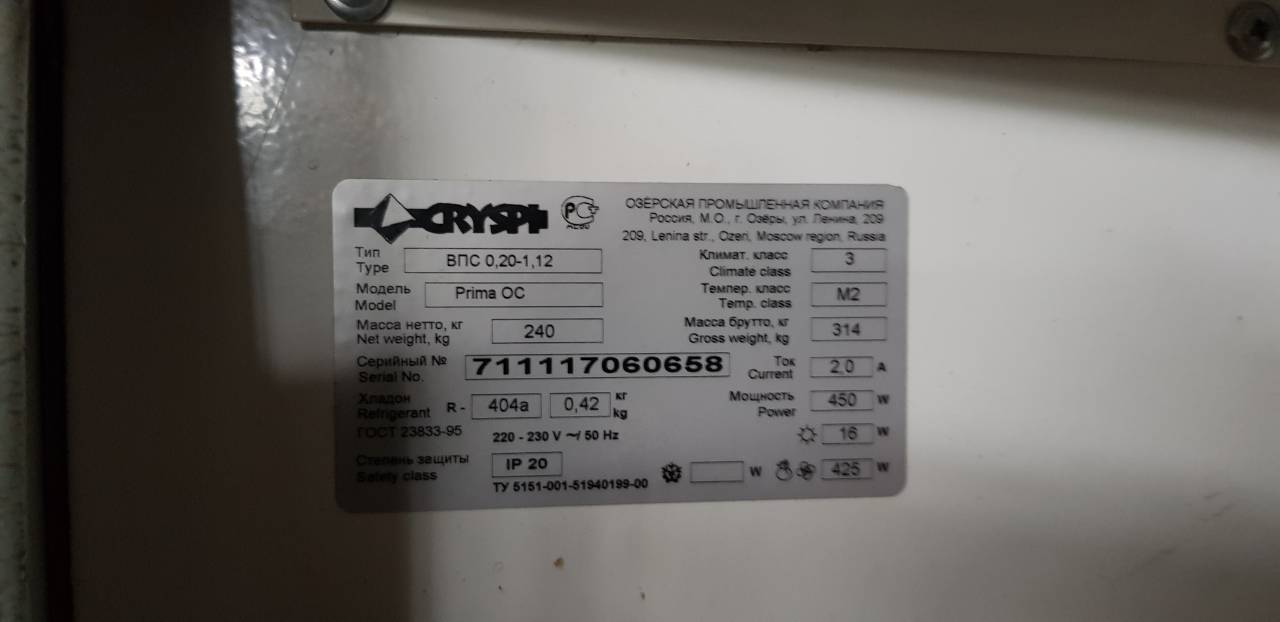 CRYSPI
РСТ
ОЗЁРСКАЯ ПРОМЫШЛЕННАЯ КОМПАНИЯ
Россия, М.О., г. Озёры, ул. Ленина, 209
209, Lenina str., Ozeri, Moscow region, Russia
Тип
Type
ВПС 0,20-1,12
Климат. класс
Climate class
3
Модель
Model
Prima ОС
Темпер. класс
Temp. class
М2
Масса нетто, кг
Net weight, kg
240
Масса брутто, кг
Gross weight, kg
314
Серийный №
Serial No.
711117060658
Ток
Current
2,0 А
Хладон
Refrigerant
R - 404a 0,42 кг
kg
Мощность
Power
450 W
ГОСТ 23833-95
220 - 230 V ~/ 50 Hz
16 W
Степень защиты
Safety class
IP 20
W
425 W
ТУ 5151-001-51940199-00